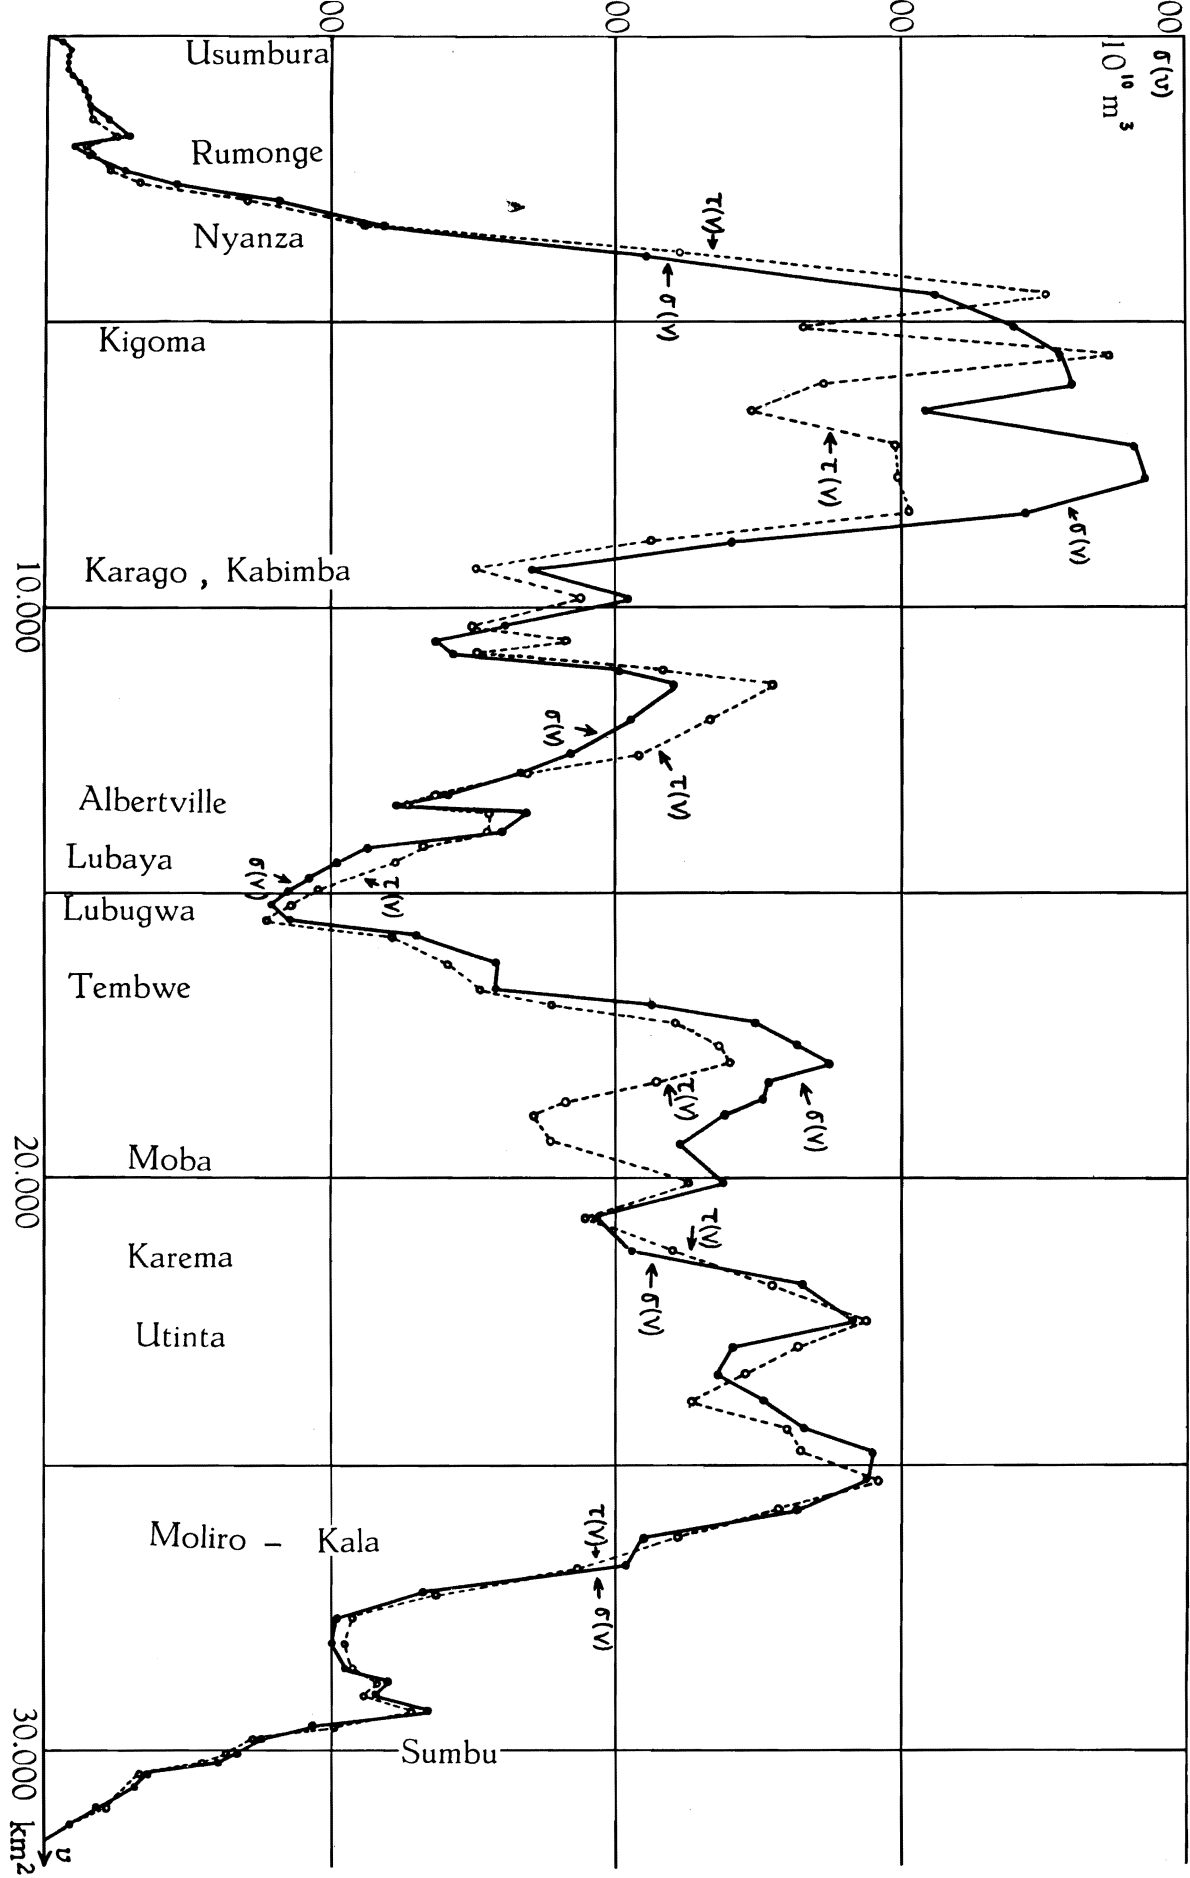 00
00
00
00
σ(v)
10¹⁰ m³
Usumbura
Rumonge
τ(V)
Nyanza
σ(V)
Kigoma
τ(V)
σ(V)
Karago , Kabimba
10.000
σ(V)
τ(V)
Albertville
Lubaya
σ(V)
τ(V)
Lubugwa
Tembwe
τ(V)
σ(V)
Moba
20.000
τ(V)
Karema
σ(V)
Utinta
τ(V)
Moliro – Kala
σ(V)
Sumbu
30.000 km²
v